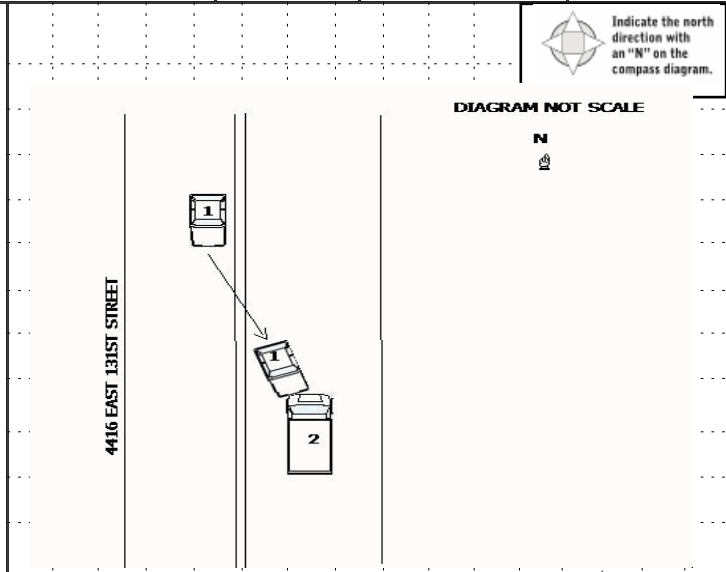 Indicate the north
direction with
an “N” on the
compass diagram.
DIAGRAM NOT SCALE
N
1
4416 EAST 131ST STREET
1
2